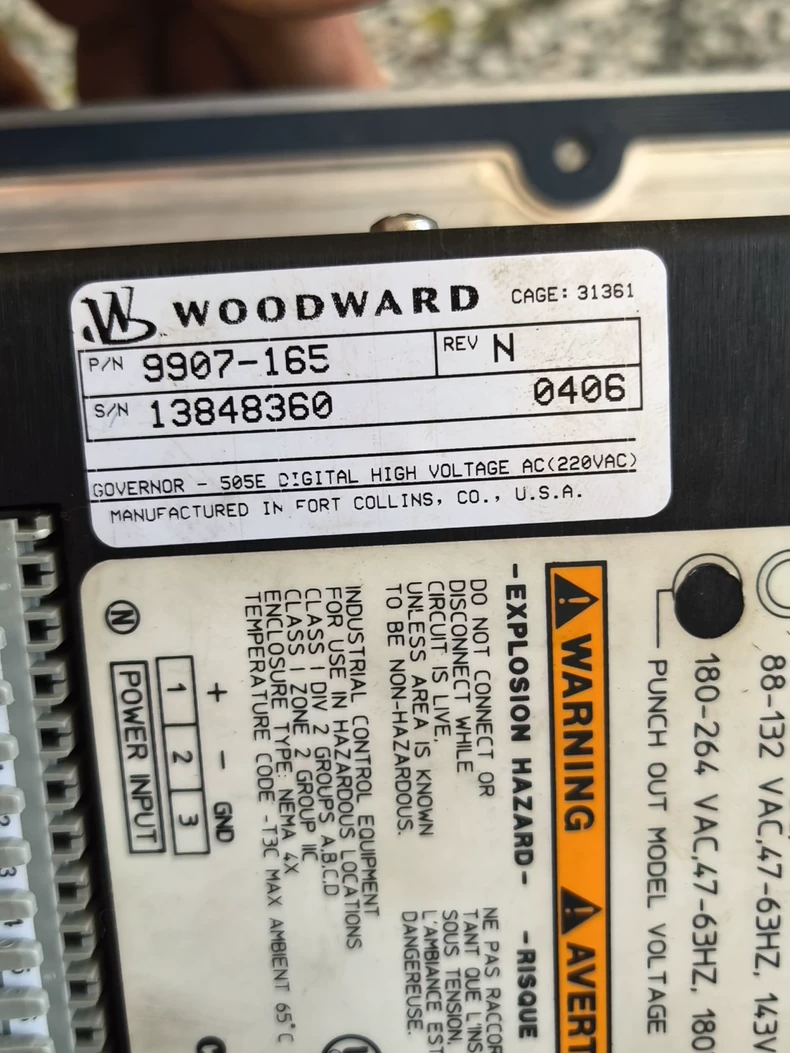 WOODWARD
CAGE: 31361
P/N 9907-165
REV N
S/N 13848360
0406
GOVERNOR - 505E DIGITAL HIGH VOLTAGE AC(220VAC)
MANUFACTURED IN FORT COLLINS, CO., U.S.A.
88-132 VAC,47-63HZ, 143V
180-264 VAC,47-63HZ, 180
PUNCH OUT MODEL VOLTAGE
WARNING
AVERT
-EXPLOSION HAZARD-
-RISQUE
DO NOT CONNECT OR
DISCONNECT WHILE
CIRCUIT IS LIVE,
UNLESS AREA IS KNOWN
TO BE NON-HAZARDOUS.
NE PAS RACCOR
TANT QUE L'INS
SOUS TENSION,
L'AMBIANCE EST
DANGEREUSE.
INDUSTRIAL CONTROL EQUIPMENT
FOR USE IN HAZARDOUS LOCATIONS
CLASS I DIV 2 GROUPS A,B,C,D
CLASS I ZONE 2 GROUP IIC
ENCLOSURE TYPE: NEMA 4X
TEMPERATURE CODE -T3C MAX AMBIENT 65°C
+ - GND
1 2 3
POWER INPUT
N